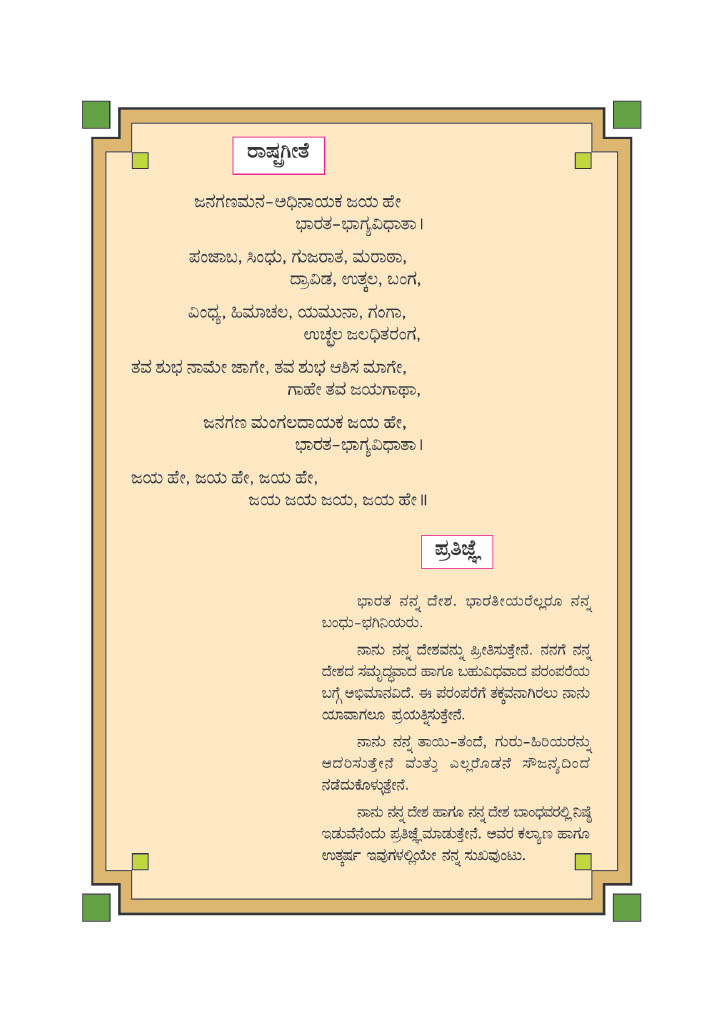 ರಾಷ್ಟ್ರಗೀತೆ
ಜನಗಣಮನ-ಅಧಿನಾಯಕ ಜಯ ಹೇ
ಭಾರತ-ಭಾಗ್ಯವಿಧಾತಾ।
ಪಂಜಾಬ, ಸಿಂಧು, ಗುಜರಾತ, ಮರಾಠಾ,
ದ್ರಾವಿಡ, ಉತ್ಕಲ, ಬಂಗ,
ವಿಂಧ್ಯ, ಹಿಮಾಚಲ, ಯಮುನಾ, ಗಂಗಾ,
ಉಚ್ಛಲ ಜಲಧಿತರಂಗ,
ತವ ಶುಭ ನಾಮೇ ಜಾಗೇ, ತವ ಶುಭ ಆಶಿಸ ಮಾಗೇ,
ಗಾಹೇ ತವ ಜಯಗಾಥಾ,
ಜನಗಣ ಮಂಗಲದಾಯಕ ಜಯ ಹೇ,
ಭಾರತ-ಭಾಗ್ಯವಿಧಾತಾ।
ಜಯ ಹೇ, ಜಯ ಹೇ, ಜಯ ಹೇ,
ಜಯ ಜಯ ಜಯ, ಜಯ ಹೇ॥
ಪ್ರತಿಜ್ಞೆ
ಭಾರತ ನನ್ನ ದೇಶ. ಭಾರತೀಯರೆಲ್ಲರೂ ನನ್ನ
ಬಂಧು-ಭಗಿನಿಯರು.
ನಾನು ನನ್ನ ದೇಶವನ್ನು ಪ್ರೀತಿಸುತ್ತೇನೆ. ನನಗೆ ನನ್ನ
ದೇಶದ ಸಮೃದ್ಧವಾದ ಹಾಗೂ ಬಹುವಿಧವಾದ ಪರಂಪರೆಯ
ಬಗ್ಗೆ ಅಭಿಮಾನವಿದೆ. ಈ ಪರಂಪರೆಗೆ ತಕ್ಕವನಾಗಿರಲು ನಾನು
ಯಾವಾಗಲೂ ಪ್ರಯತ್ನಿಸುತ್ತೇನೆ.
ನಾನು ನನ್ನ ತಾಯಿ-ತಂದೆ, ಗುರು-ಹಿರಿಯರನ್ನು
ಆದರಿಸುತ್ತೇನೆ ಮತ್ತು ಎಲ್ಲರೊಡನೆ ಸೌಜನ್ಯದಿಂದ
ನಡೆದುಕೊಳ್ಳುತ್ತೇನೆ.
ನಾನು ನನ್ನ ದೇಶ ಹಾಗೂ ನನ್ನ ದೇಶ ಬಾಂಧವರಲ್ಲಿ ನಿಷ್ಠೆ
ಇಡುವೆನೆಂದು ಪ್ರತಿಜ್ಞೆ ಮಾಡುತ್ತೇನೆ. ಅವರ ಕಲ್ಯಾಣ ಹಾಗೂ
ಉತ್ಕರ್ಷ ಇವುಗಳಲ್ಲಿಯೇ ನನ್ನ ಸುಖವುಂಟು.